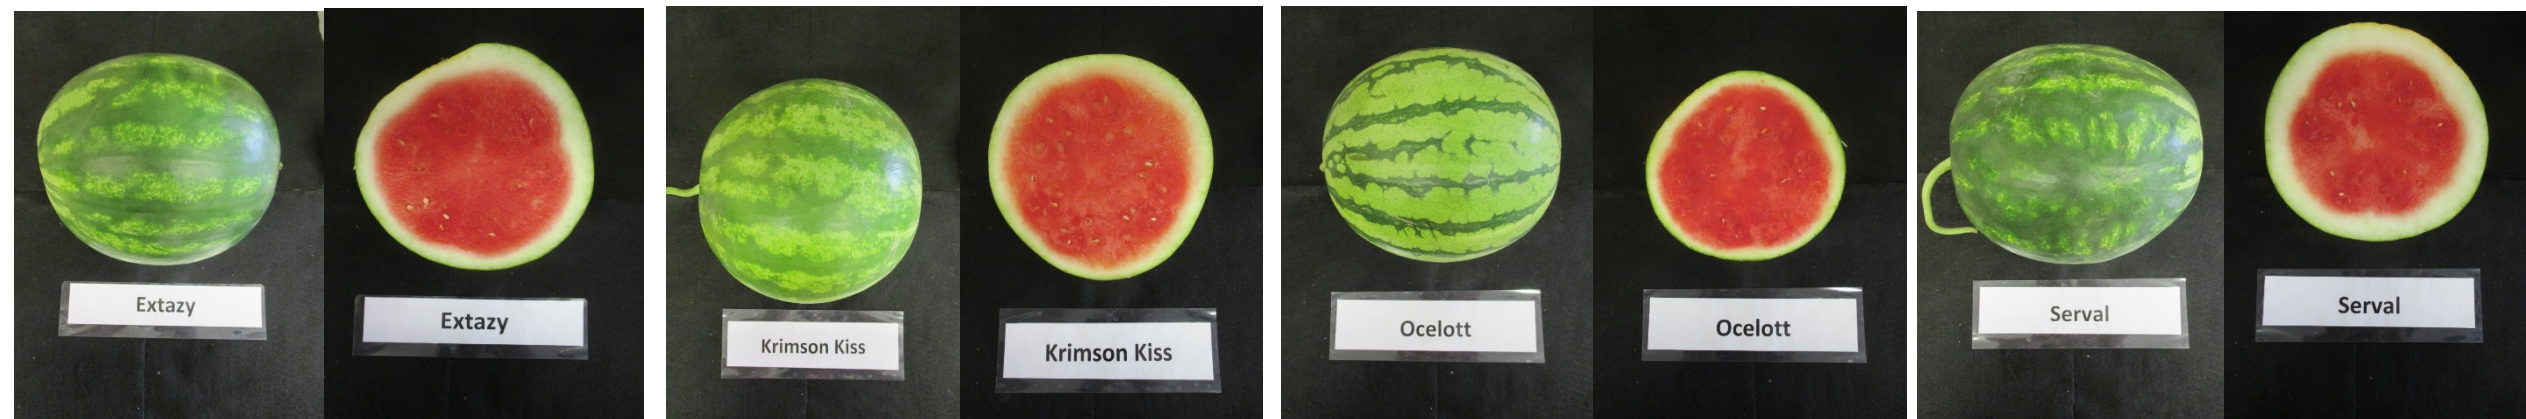 Extazy
Extazy
Krimson Kiss
Krimson Kiss
Ocelott
Ocelott
Serval
Serval